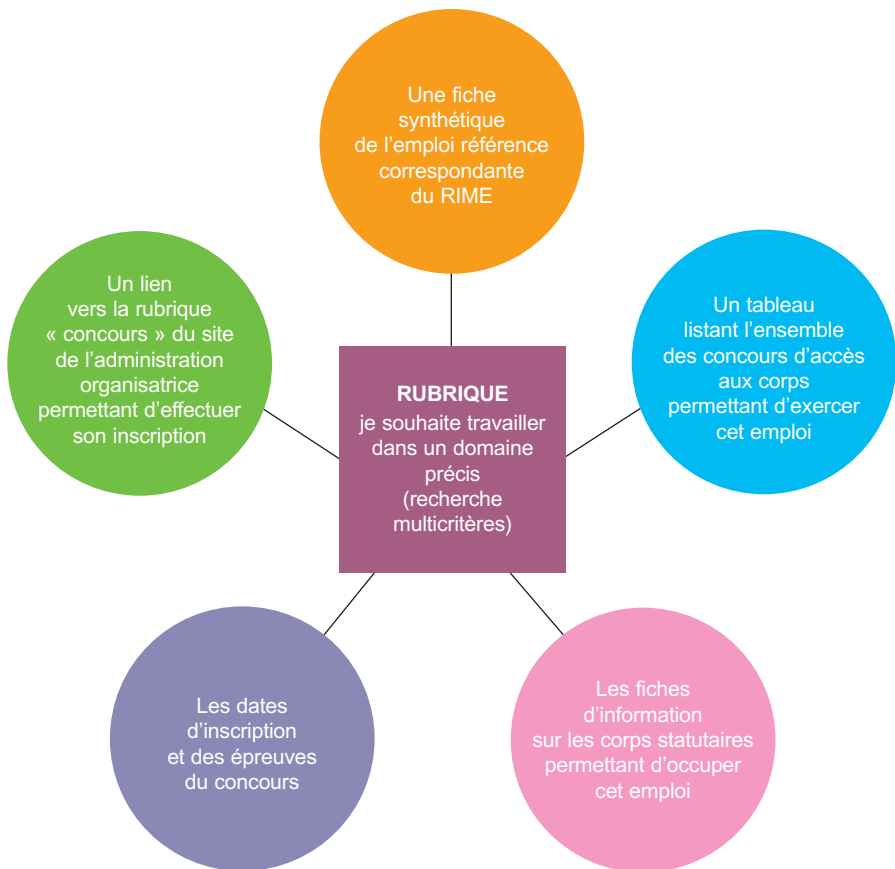 Une fiche
synthétique
de l’emploi référence
correspondante
du RIME
Un lien
vers la rubrique
« concours » du site
de l’administration
organisatrice
permettant d’effectuer
son inscription
Un tableau
listant l’ensemble
des concours d’accès
aux corps
permettant d’exercer
cet emploi
RUBRIQUE
je souhaite travailler
dans un domaine
précis
(recherche
multicritères)
Les dates
d’inscription
et des épreuves
du concours
Les fiches
d’information
sur les corps statutaires
permettant d’occuper
cet emploi